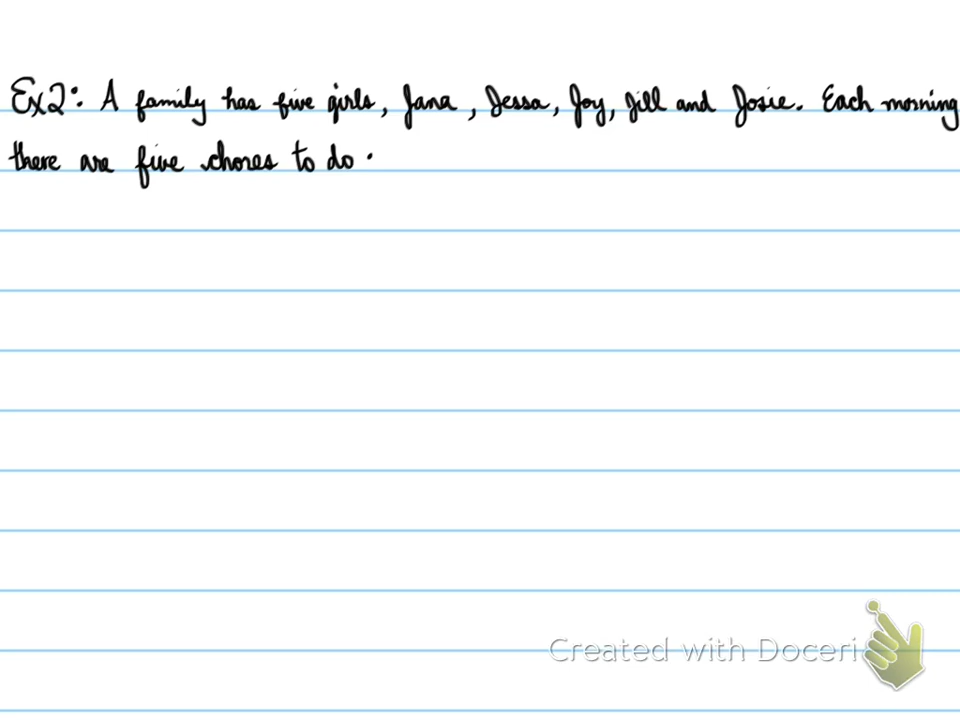 Ex2: A family has five girls, Jana, Jessa, Joy, Jill and Josie. Each morning
there are five chores to do.
Created with Doceri